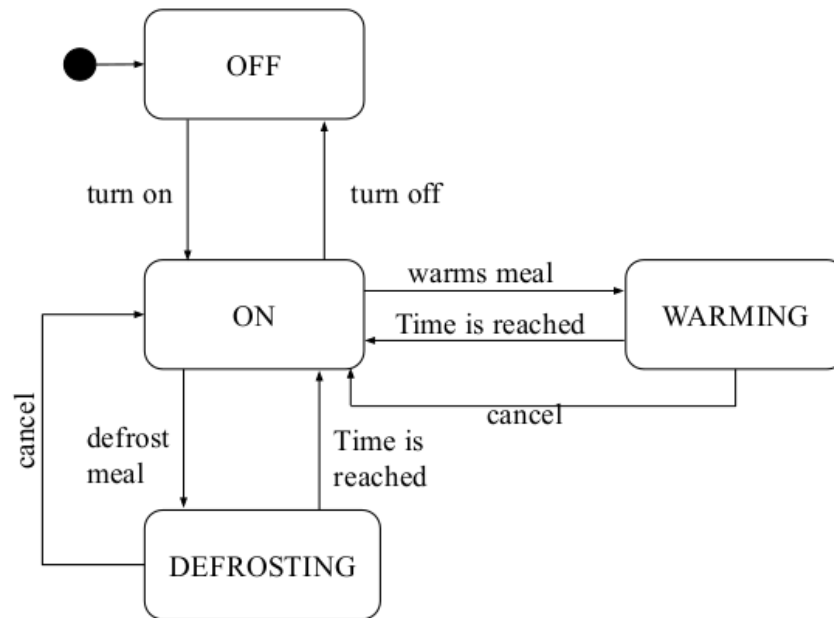 OFF
turn on
turn off
ON
warms meal
Time is reached
WARMING
cancel
cancel
defrost
meal
Time is
reached
DEFROSTING